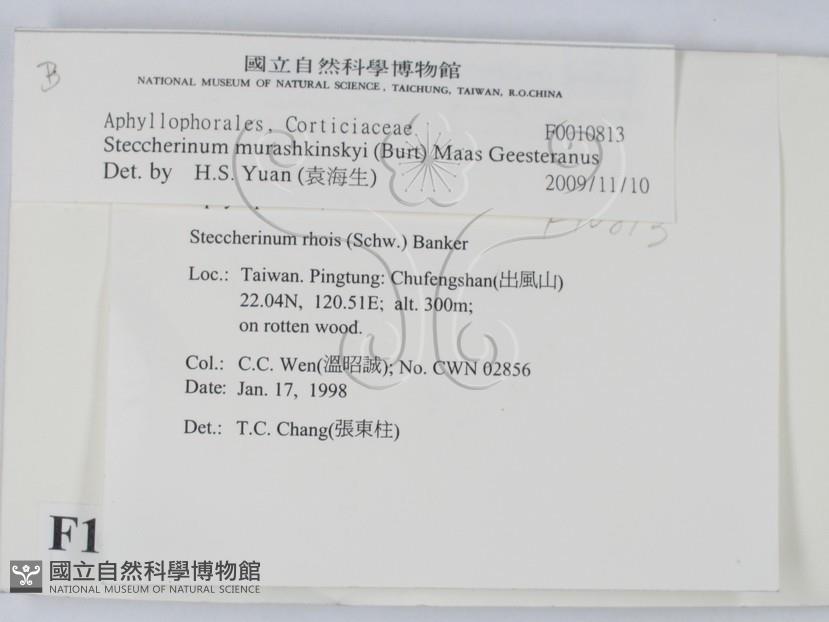 B
國立自然科學博物館
NATIONAL MUSEUM OF NATURAL SCIENCE, TAICHUNG, TAIWAN, R.O.CHINA
Aphyllophorales, Corticiaceae F0010813
Steccherinum murashkinskyi (Burt) Maas Geesteranus
Det. by H.S. Yuan (袁海生) 2009/11/10
Steccherinum rhois (Schw.) Banker
Loc.: Taiwan. Pingtung: Chufengshan(出風山)
22.04N, 120.51E; alt. 300m;
on rotten wood.
Col.: C.C. Wen(溫昭誠); No. CWN 02856
Date: Jan. 17, 1998
Det.: T.C. Chang(張東柱)
F1
國立自然科學博物館
NATIONAL MUSEUM OF NATURAL SCIENCE